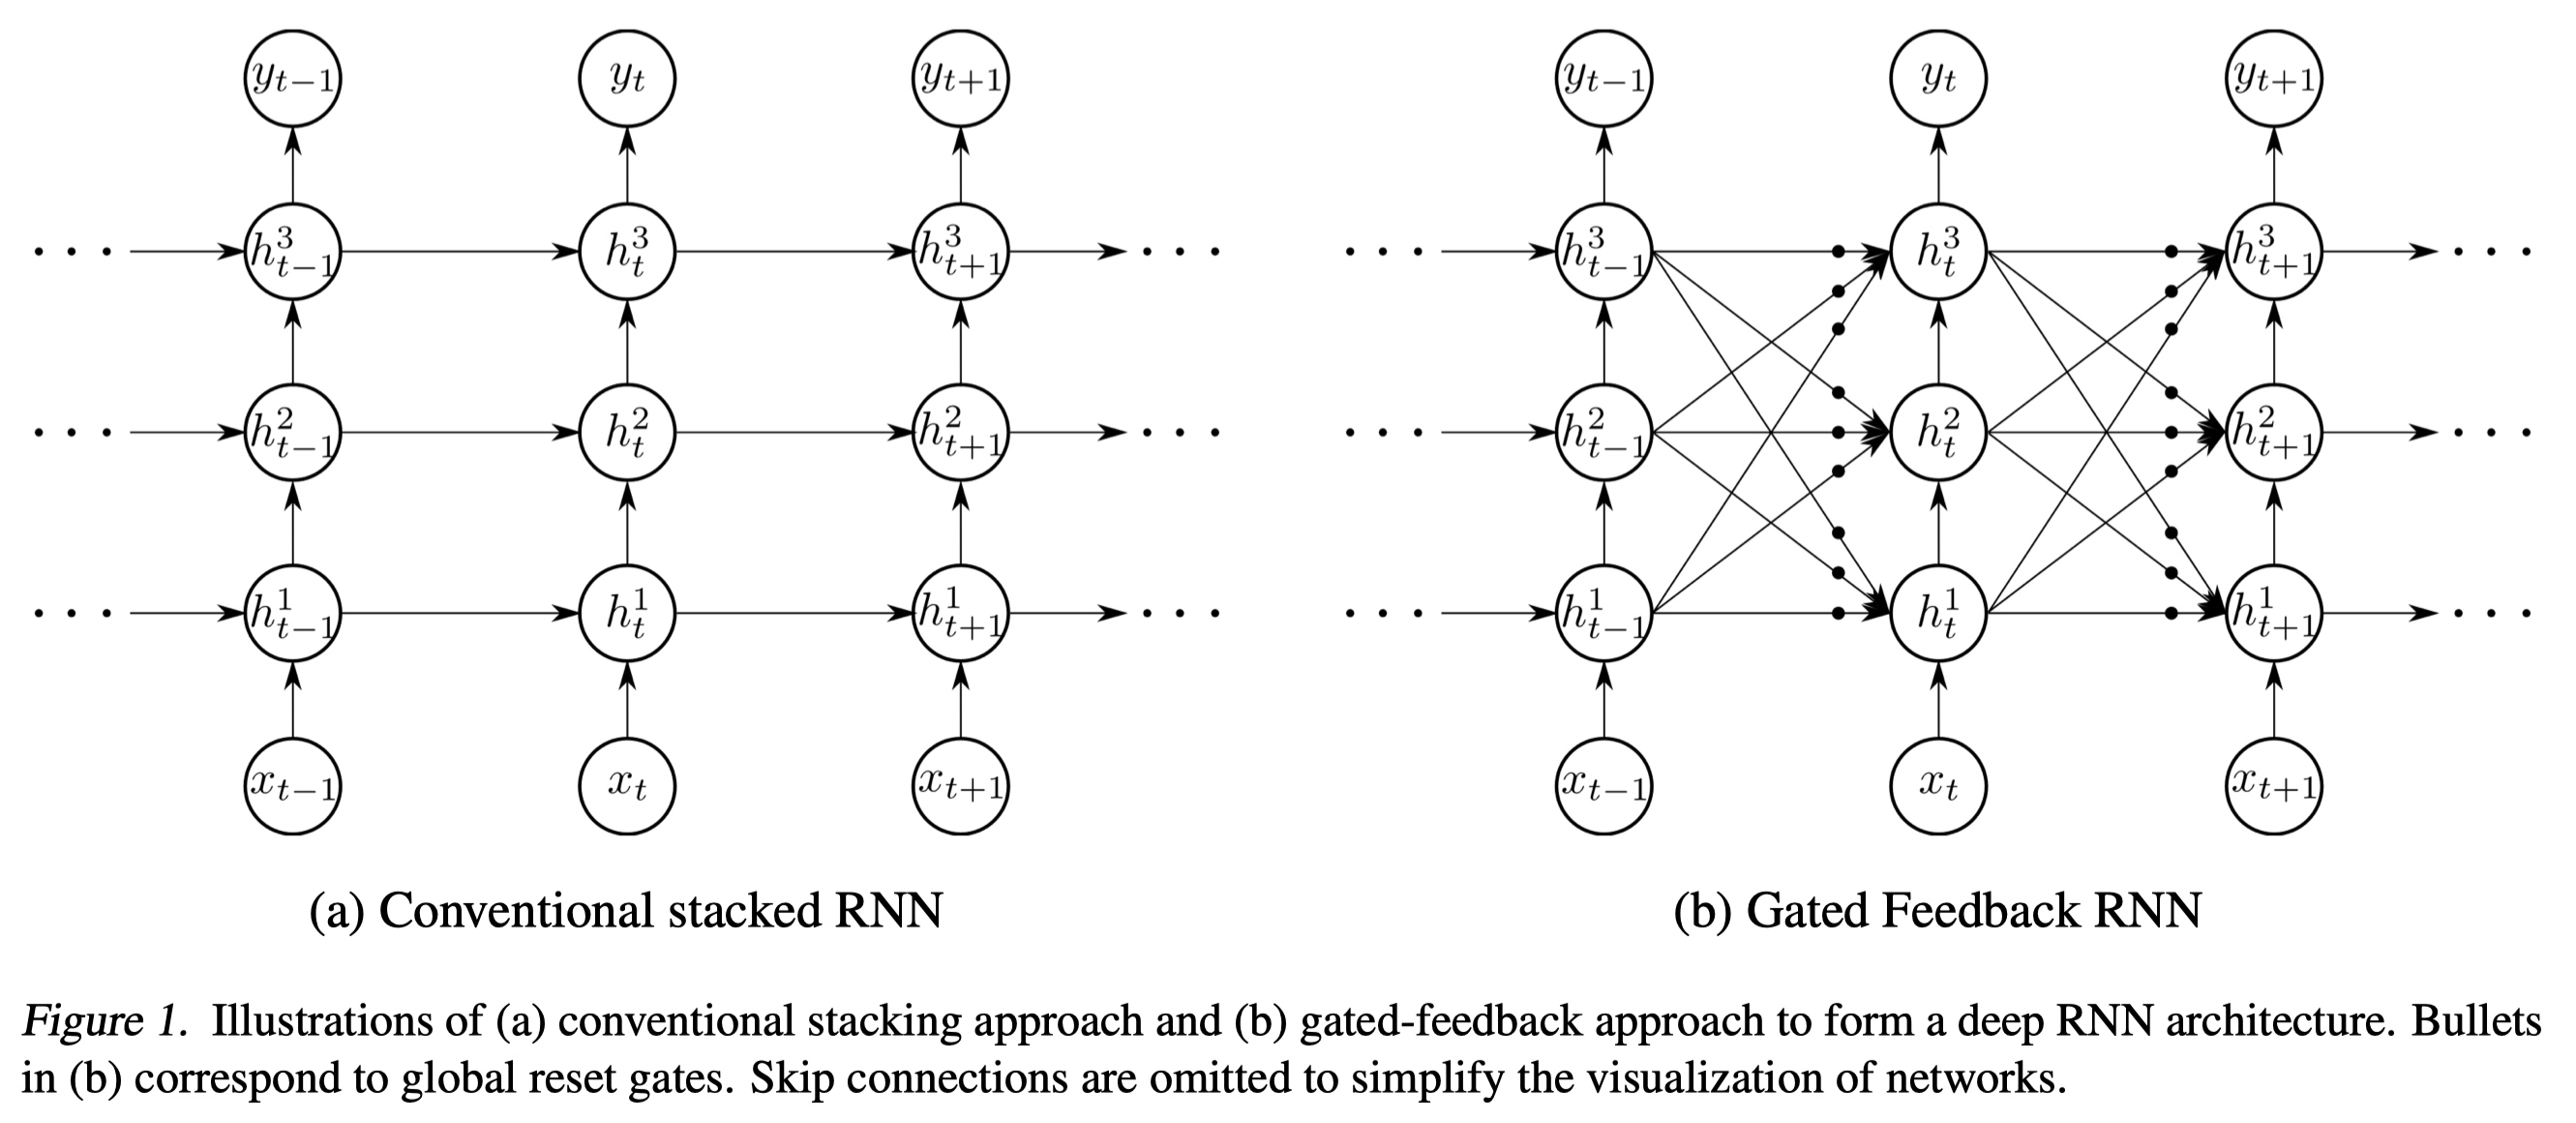 y_{t-1} y_t y_{t+1} y_{t-1} y_t y_{t+1}
· · · h^3_{t-1} h^3_t h^3_{t+1} · · · · · · h^3_{t-1} h^3_t h^3_{t+1} · · ·
· · · h^2_{t-1} h^2_t h^2_{t+1} · · · · · · h^2_{t-1} h^2_t h^2_{t+1} · · ·
· · · h^1_{t-1} h^1_t h^1_{t+1} · · · · · · h^1_{t-1} h^1_t h^1_{t+1} · · ·
x_{t-1} x_t x_{t+1} x_{t-1} x_t x_{t+1}
(a) Conventional stacked RNN (b) Gated Feedback RNN
Figure 1. Illustrations of (a) conventional stacking approach and (b) gated-feedback approach to form a deep RNN architecture. Bullets
in (b) correspond to global reset gates. Skip connections are omitted to simplify the visualization of networks.